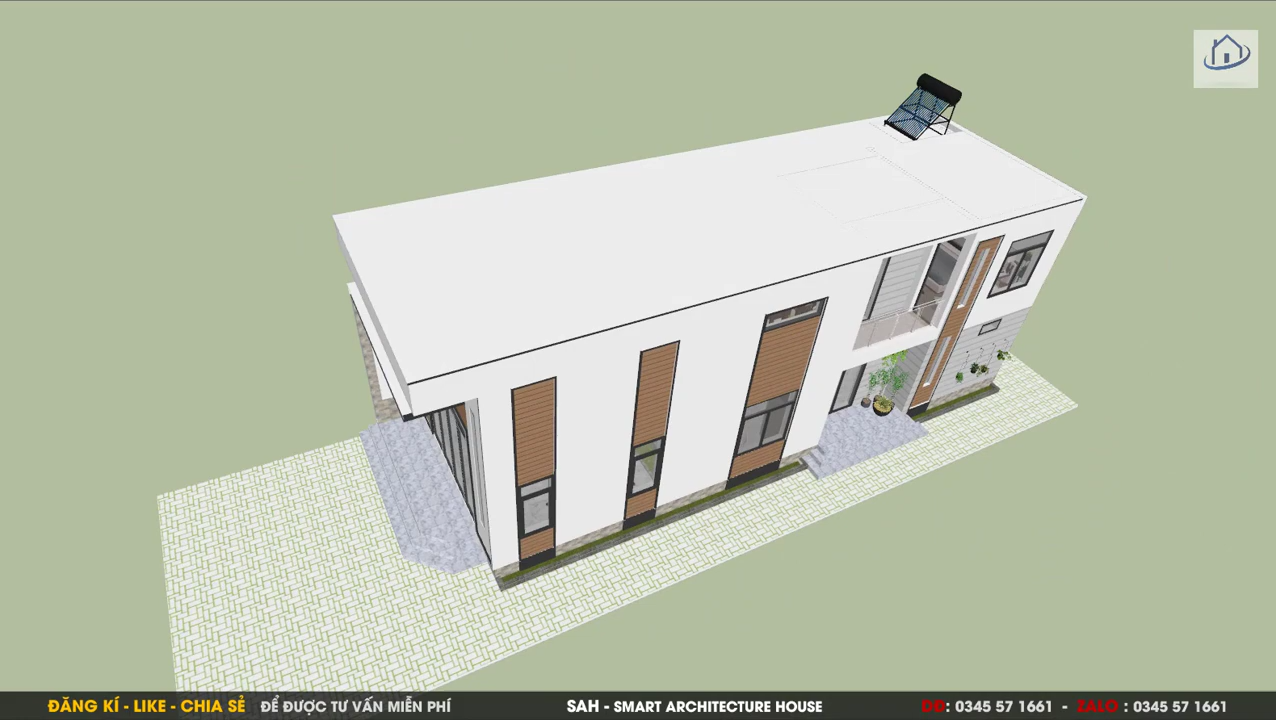 ĐĂNG KÍ - LIKE - CHIA SẺ ĐỂ ĐƯỢC TƯ VẤN MIỄN PHÍ SAH - SMART ARCHITECTURE HOUSE DĐ: 0345 57 1661 - ZALO : 0345 57 1661